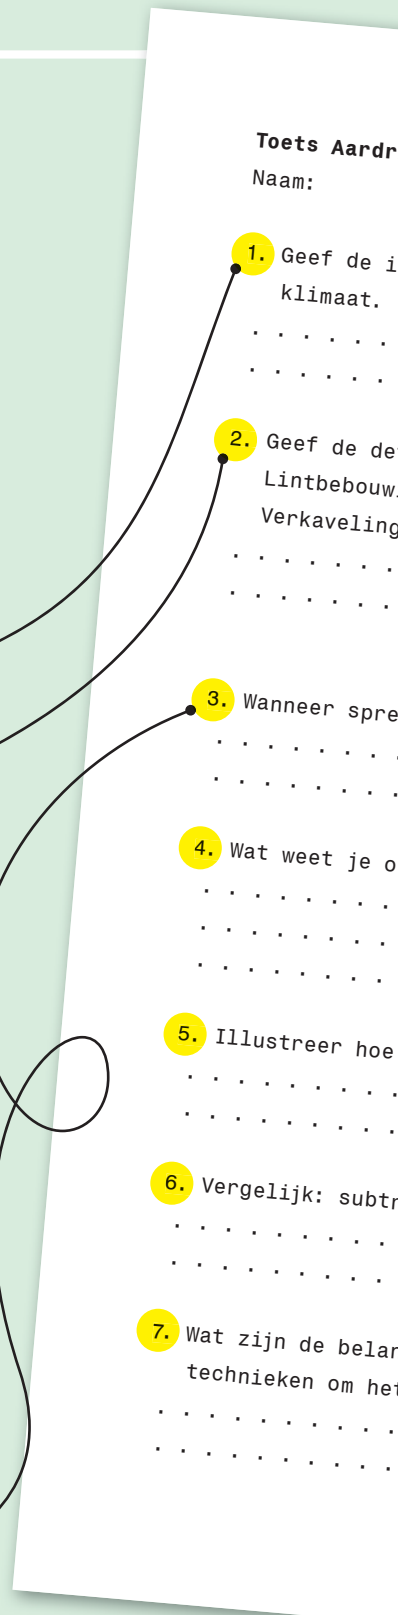 Toets Aardr
Naam:
1. Geef de i
klimaat.
. . . . . .
. . . . . .
2. Geef de de
Lintbebouw
Verkaveling
. . . . . . .
. . . . . . .
3. Wanneer spre
. . . . . . . .
. . . . . . . .
4. Wat weet je o
. . . . . . . .
. . . . . . . .
. . . . . . . .
5. Illustreer hoe
. . . . . . . . .
. . . . . . . . .
6. Vergelijk: subtr
. . . . . . . . .
. . . . . . . . .
7. Wat zijn de belan
technieken om het
. . . . . . . . . .
. . . . . . . . . .